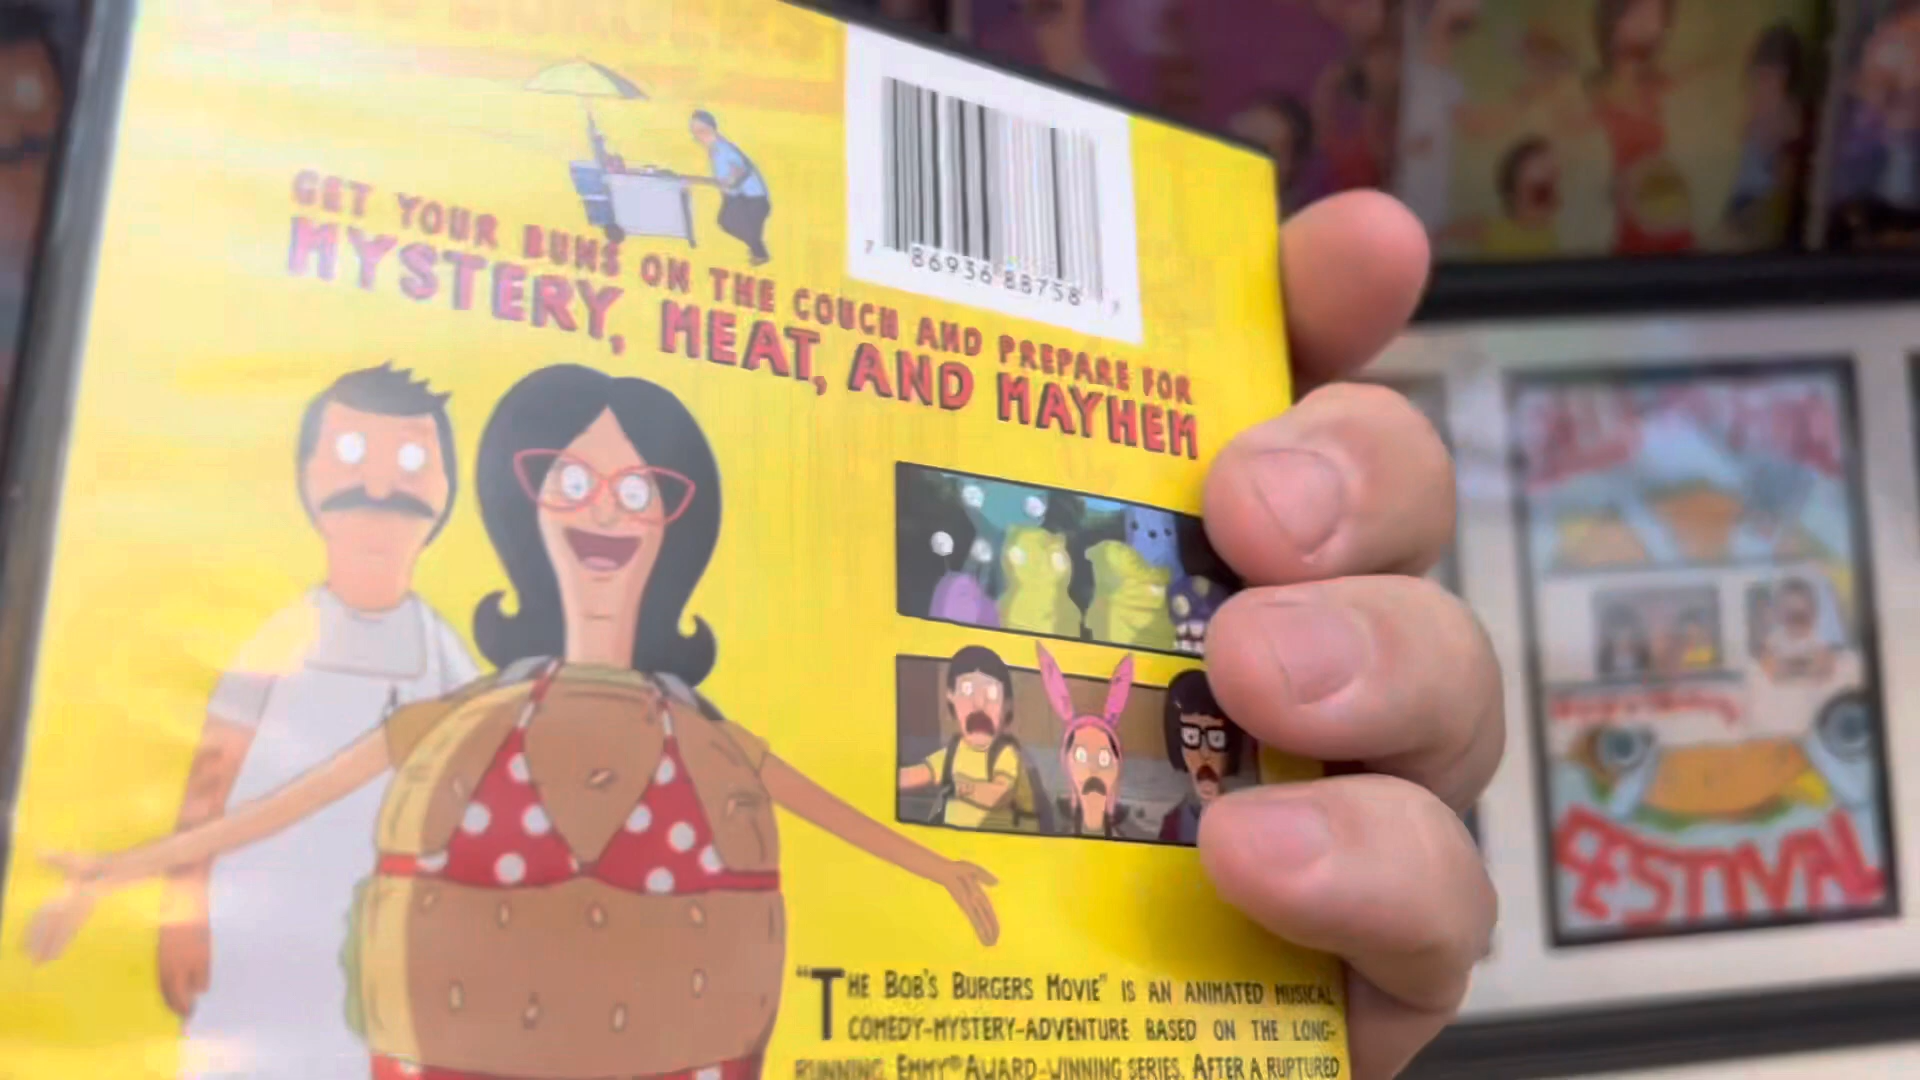 GET YOUR BUNS ON THE COUCH AND PREPARE FOR
MYSTERY, MEAT, AND MAYHEM
7 86936 88758 7
"THE BOB'S BURGERS MOVIE" IS AN ANIMATED MUSICAL
COMEDY-MYSTERY-ADVENTURE BASED ON THE LONG-
RUNNING, EMMY® AWARD-WINNING SERIES. AFTER A RUPTURED
FESTIVAL